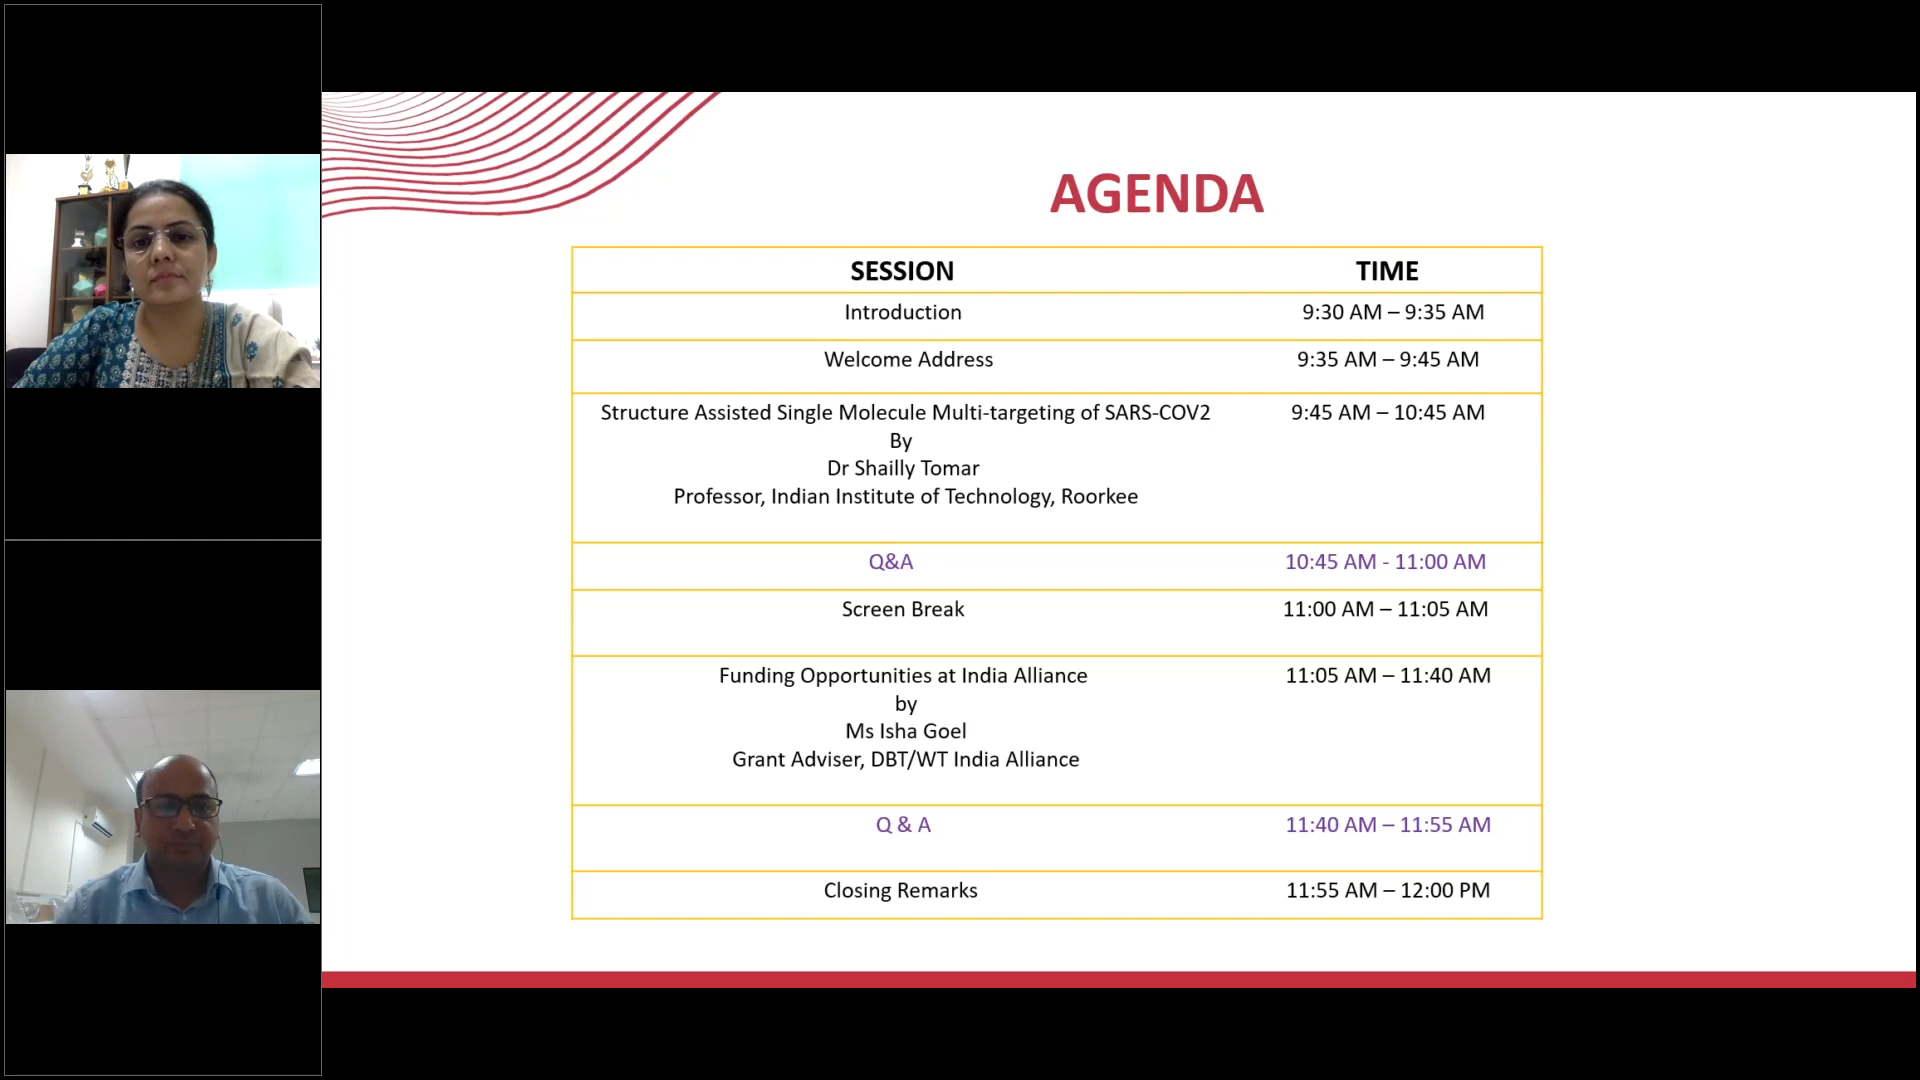 AGENDA
SESSION TIME
Introduction 9:30 AM – 9:35 AM
Welcome Address 9:35 AM – 9:45 AM
Structure Assisted Single Molecule Multi-targeting of SARS-COV2 9:45 AM – 10:45 AM
By
Dr Shailly Tomar
Professor, Indian Institute of Technology, Roorkee
Q&A 10:45 AM - 11:00 AM
Screen Break 11:00 AM – 11:05 AM
Funding Opportunities at India Alliance 11:05 AM – 11:40 AM
by
Ms Isha Goel
Grant Adviser, DBT/WT India Alliance
Q & A 11:40 AM – 11:55 AM
Closing Remarks 11:55 AM – 12:00 PM